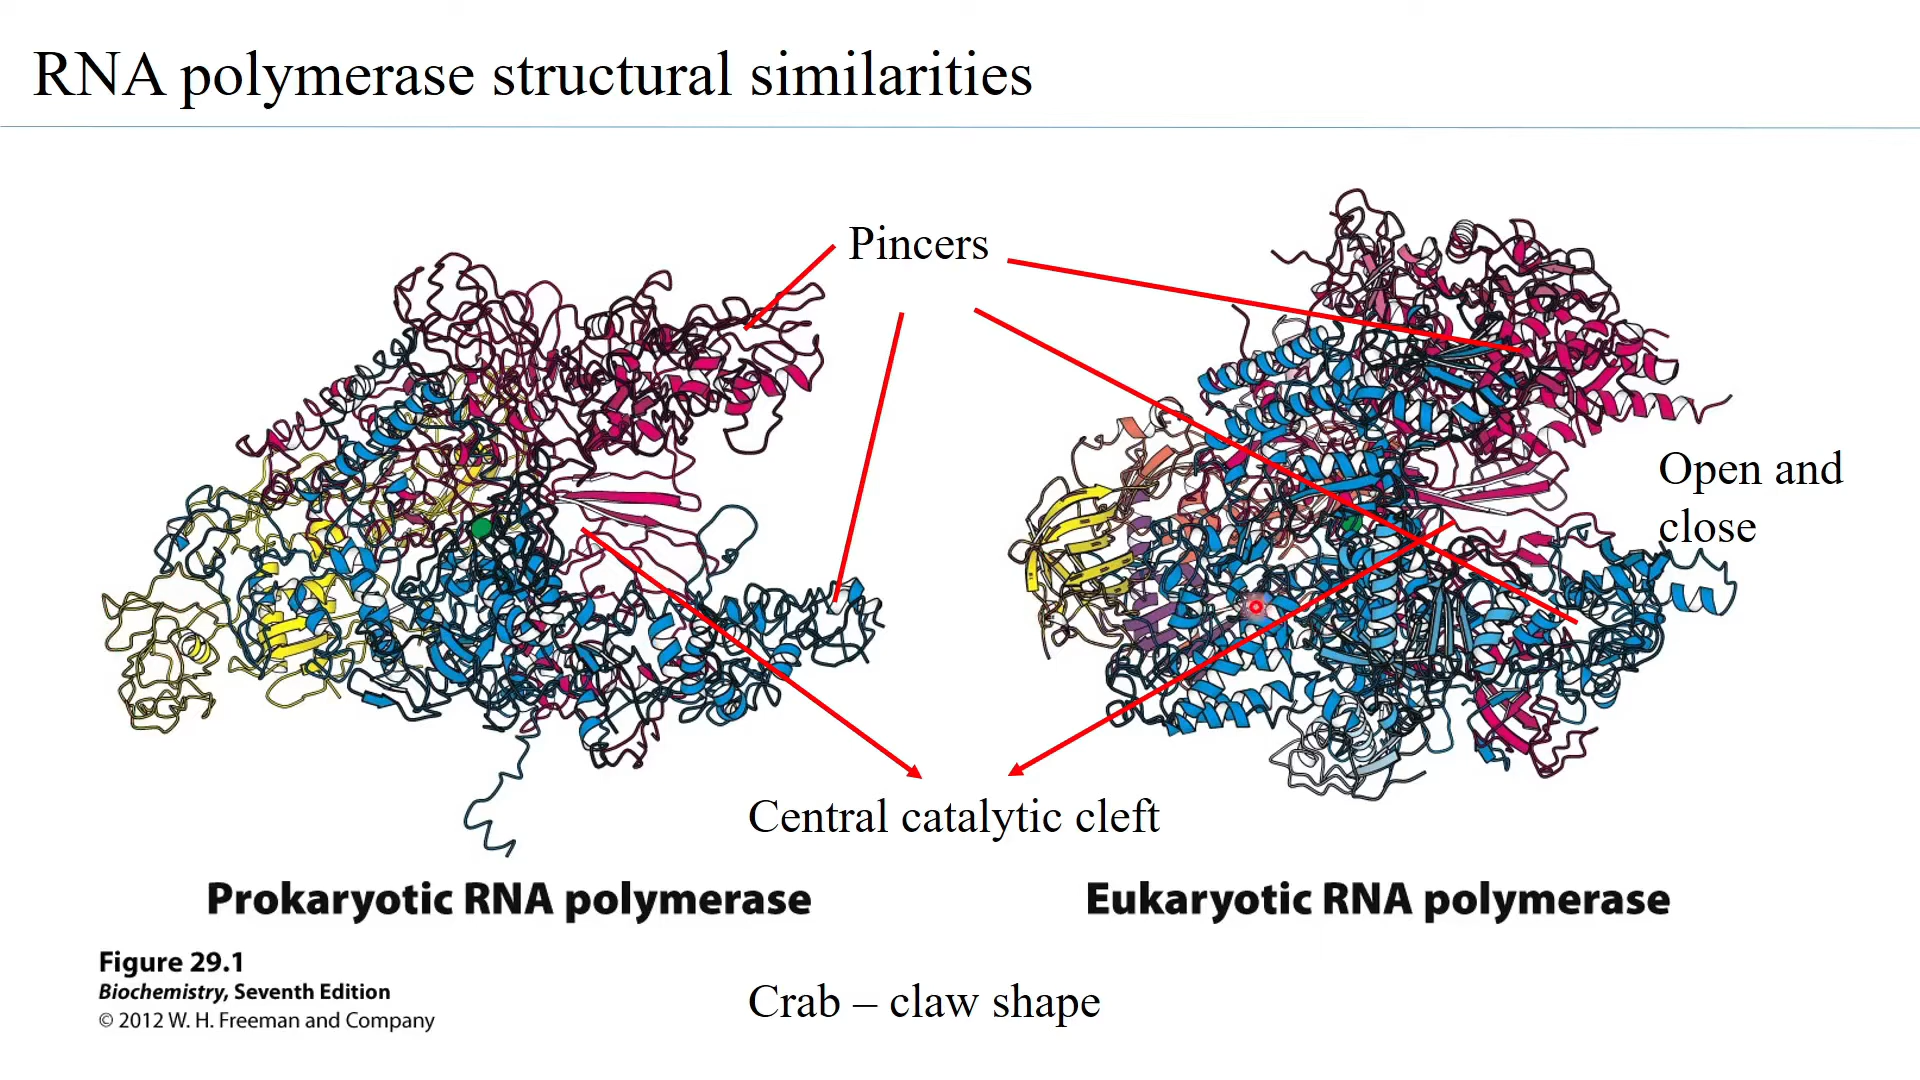 RNA polymerase structural similarities
Pincers
Open and
close
Central catalytic cleft
Prokaryotic RNA polymerase
Eukaryotic RNA polymerase
Figure 29.1
Biochemistry, Seventh Edition
© 2012 W. H. Freeman and Company
Crab – claw shape